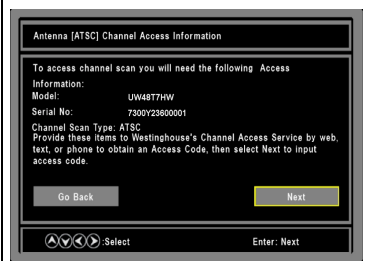 Antenna [ATSC] Channel Access Information
To access channel scan you will need the following Access
Information:
Model: UW48T7HW
Serial No: 7300Y23600001
Channel Scan Type: ATSC
Provide these items to Westinghouse's Channel Access Service by web,
text, or phone to obtain an Access Code, then select Next to input
access code.
Go Back Next
:Select Enter: Next